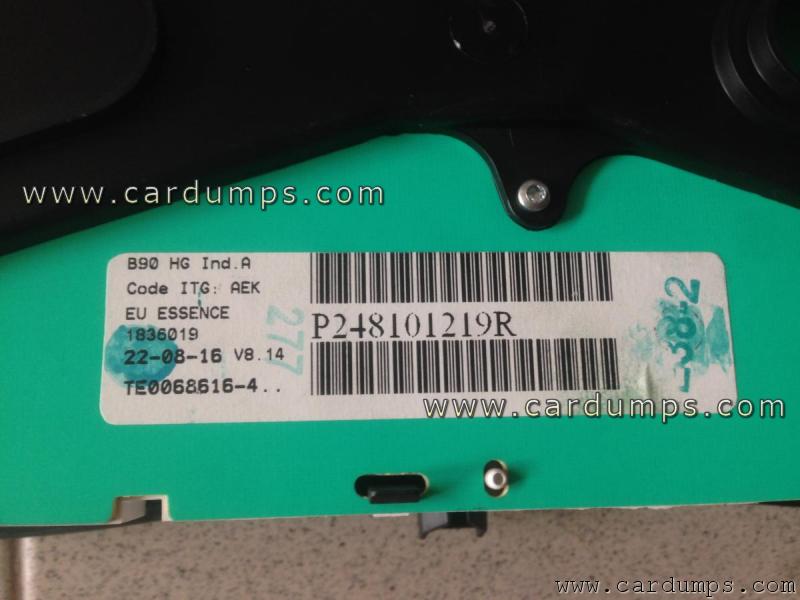 www.cardumps.com
B90 HG Ind.A
Code ITG: AEK
EU ESSENCE
1836019
22-08-16 V8.14
TE0068616-4..
277
P248101219R
www.cardumps.com
www.cardumps.com